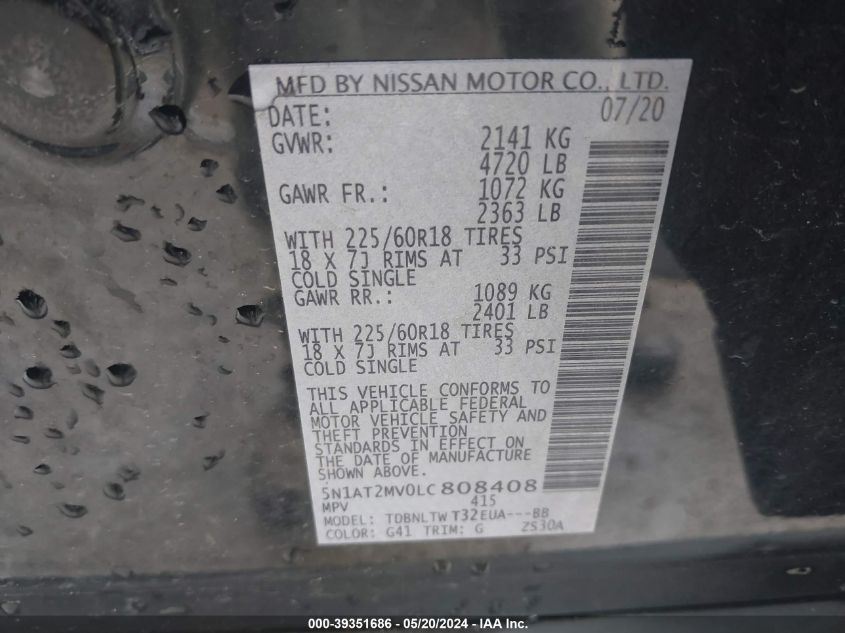 MFD BY NISSAN MOTOR CO., LTD.
DATE: 07/20
GVWR: 2141 KG
4720 LB
GAWR FR.: 1072 KG
2363 LB
WITH 225/60R18 TIRES
18 X 7J RIMS AT 33 PSI
COLD SINGLE
GAWR RR.: 1089 KG
2401 LB
WITH 225/60R18 TIRES
18 X 7J RIMS AT 33 PSI
COLD SINGLE
THIS VEHICLE CONFORMS TO
ALL APPLICABLE FEDERAL
MOTOR VEHICLE SAFETY AND
THEFT PREVENTION
STANDARDS IN EFFECT ON
THE DATE OF MANUFACTURE
SHOWN ABOVE.
5N1AT2MV0LC808408
MPV 415
MODEL: TDBNLTWT32EUA---BB
COLOR: G41 TRIM: G ZS30A
000-39351686 - 05/20/2024 - IAA Inc.